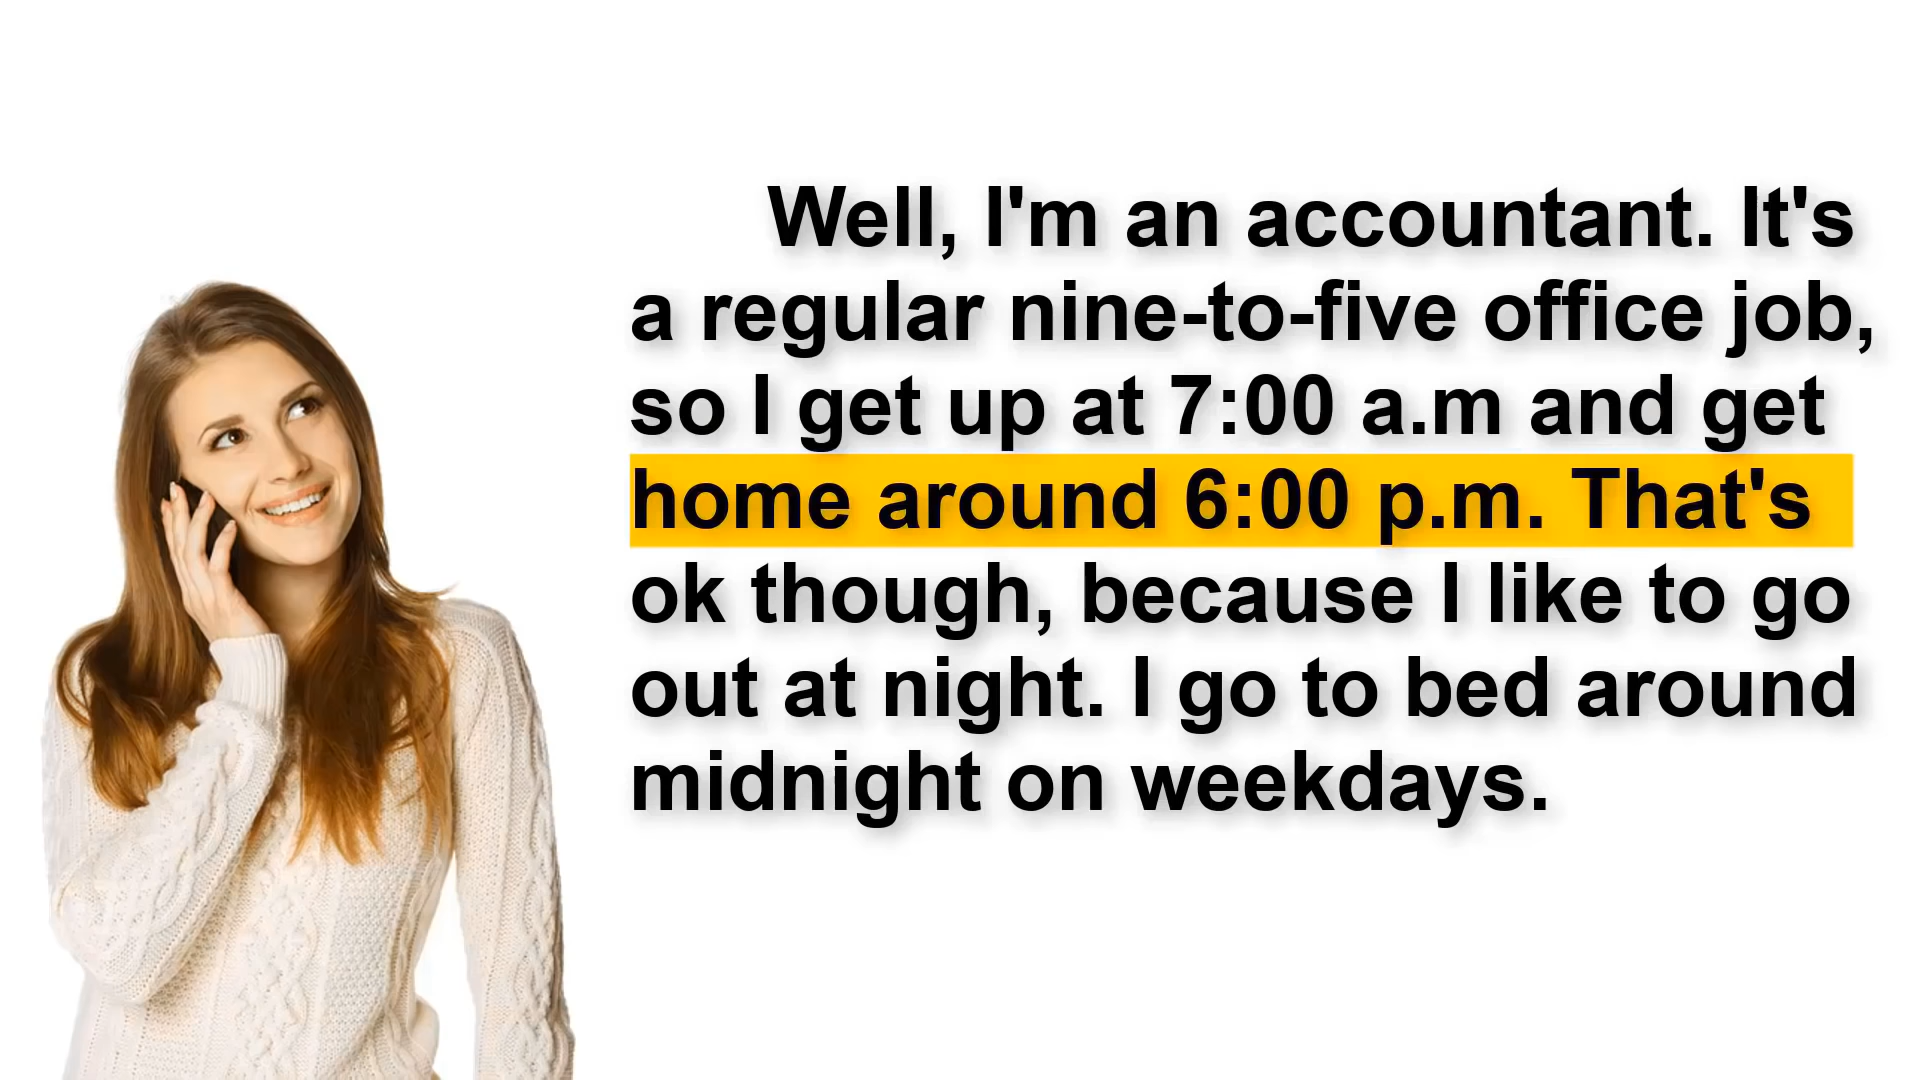 Well, I'm an accountant. It's
a regular nine-to-five office job,
so I get up at 7:00 a.m and get
home around 6:00 p.m. That's
ok though, because I like to go
out at night. I go to bed around
midnight on weekdays.